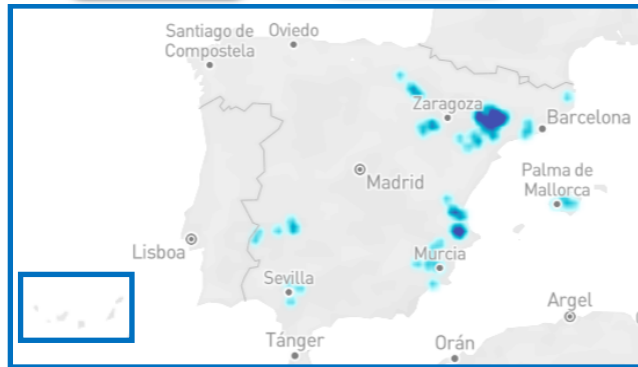 Santiago de
Compostela
Oviedo
Zaragoza
Barcelona
Madrid
Palma de
Mallorca
Lisboa
Murcia
Sevilla
Argel
Tánger
Orán